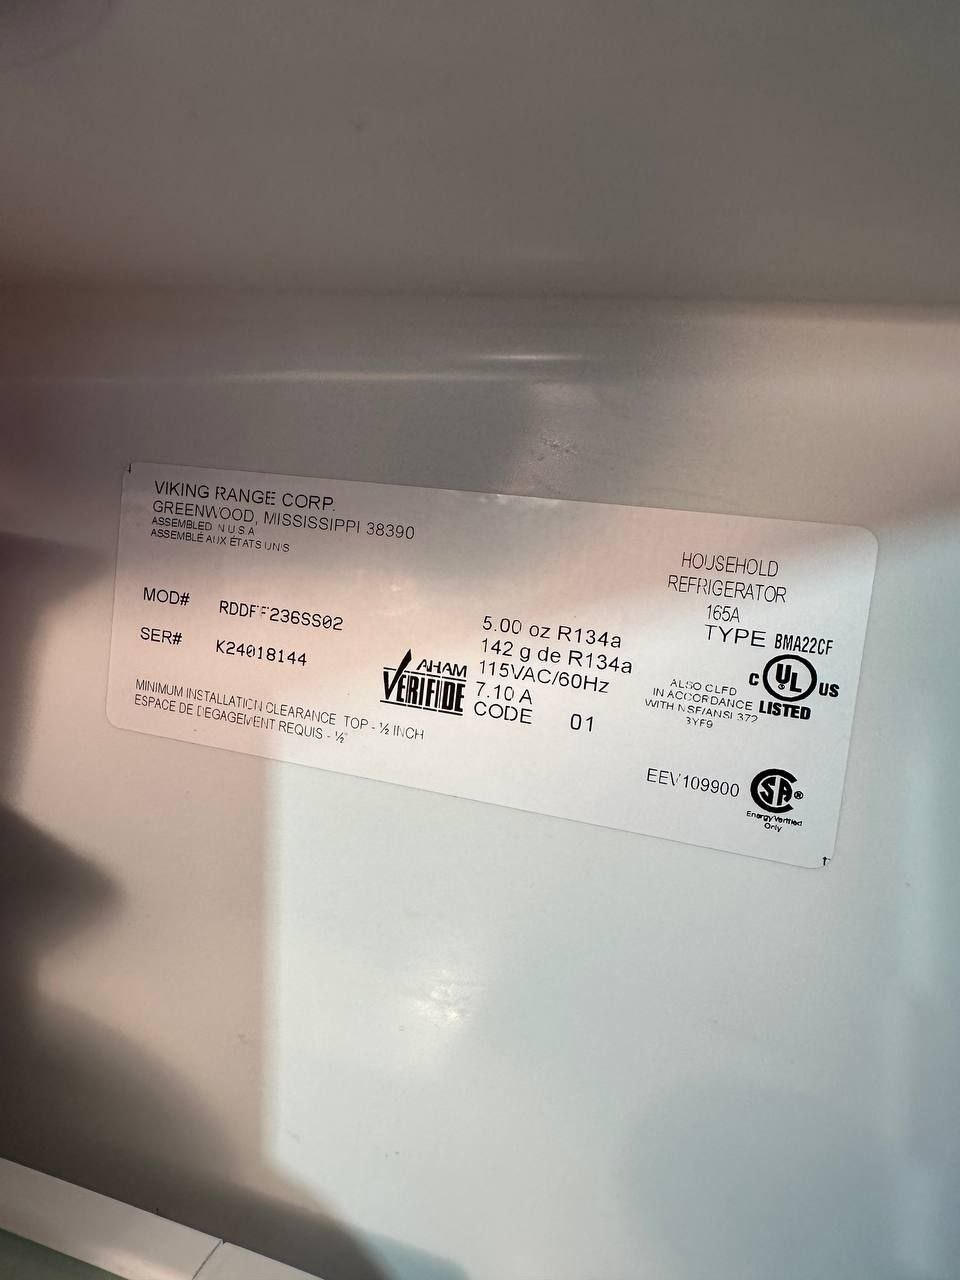 VIKING RANGE CORP.
GREENWOOD, MISSISSIPPI 38390
ASSEMBLED IN U S A
ASSEMBLÉ AUX ÉTATS UNIS
MOD# RDDFF236SS02
SER# K24018144
MINIMUM INSTALLATION CLEARANCE TOP - ½ INCH
ESPACE DE DEGAGEMENT REQUIS - ½"
AHAM
VERIFIDE
5.00 oz R134a
142 g de R134a
115VAC/60Hz
7.10 A
CODE 01
HOUSEHOLD
REFRIGERATOR
165A
TYPE BMA22CF
C UL US
LISTED
ALSO CLFD
IN ACCORDANCE
WITH NSF/ANSI 372
3YF9
EEV109900
SA ®
Energy Verified
Only